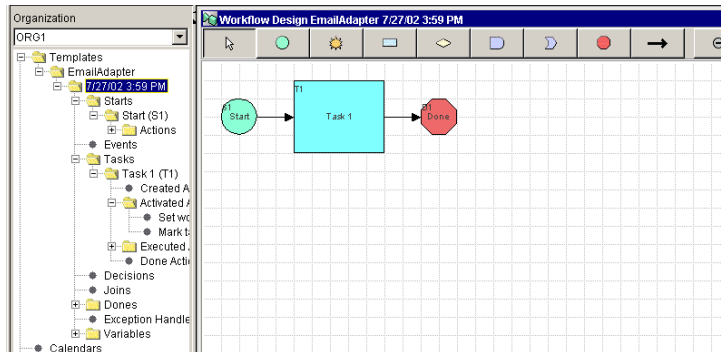 Organization
ORG1
Templates
EmailAdapter
7/27/02 3:59 PM
Starts
Start (S1)
Actions
Events
Tasks
Task 1 (T1)
Created A
Activated A
Set wo
Mark t
Executed
Done Acti
Decisions
Joins
Dones
Exception Handle
Variables
Calendars
Workflow Design EmailAdapter 7/27/02 3:59 PM
S1
Start
T1
Task 1
Done